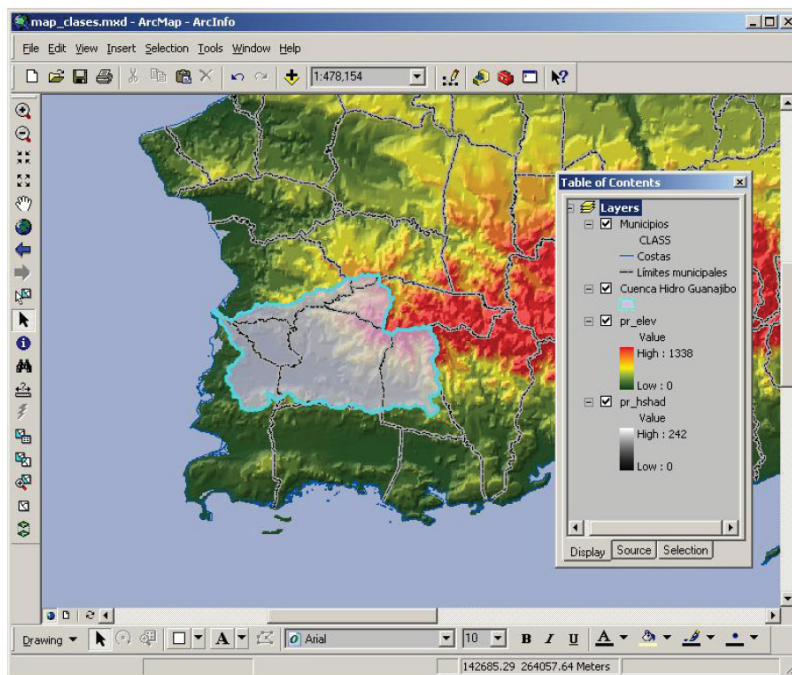 map_clases.mxd - ArcMap - ArcInfo
File Edit View Insert Selection Tools Window Help
1:478,154
Table of Contents
Layers
Municipios
CLASS
Costas
Límites municipales
Cuenca Hidro Guanajibo
pr_elev
Value
High : 1338
Low : 0
pr_hshad
Value
High : 242
Low : 0
Display Source Selection
Drawing A Arial 10 B I U A
142685.29 264057.64 Meters